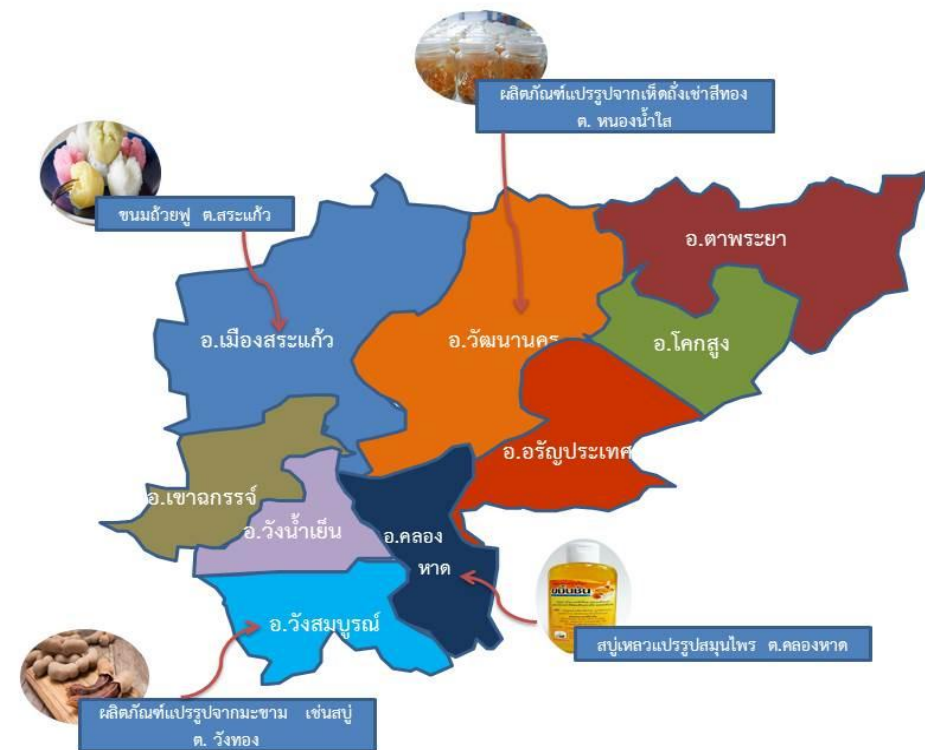 ผลิตภัณฑ์แปรรูปจากเห็ดถั่งเช่าสีทอง
ต. หนองน้ำใส
ขนมถ้วยฟู ต.สระแก้ว
อ.ตาพระยา
อ.เมืองสระแก้ว
อ.วัฒนานคร
อ.โคกสูง
อ.อรัญประเทศ
อ.เขาฉกรรจ์
อ.วังน้ำเย็น
อ.คลอง
หาด
อ.วังสมบูรณ์
ขมิ้นชัน
สบู่เหลวแปรรูปสมุนไพร ต.คลองหาด
ผลิตภัณฑ์แปรรูปจากมะขาม เช่นสบู่
ต. วังทอง